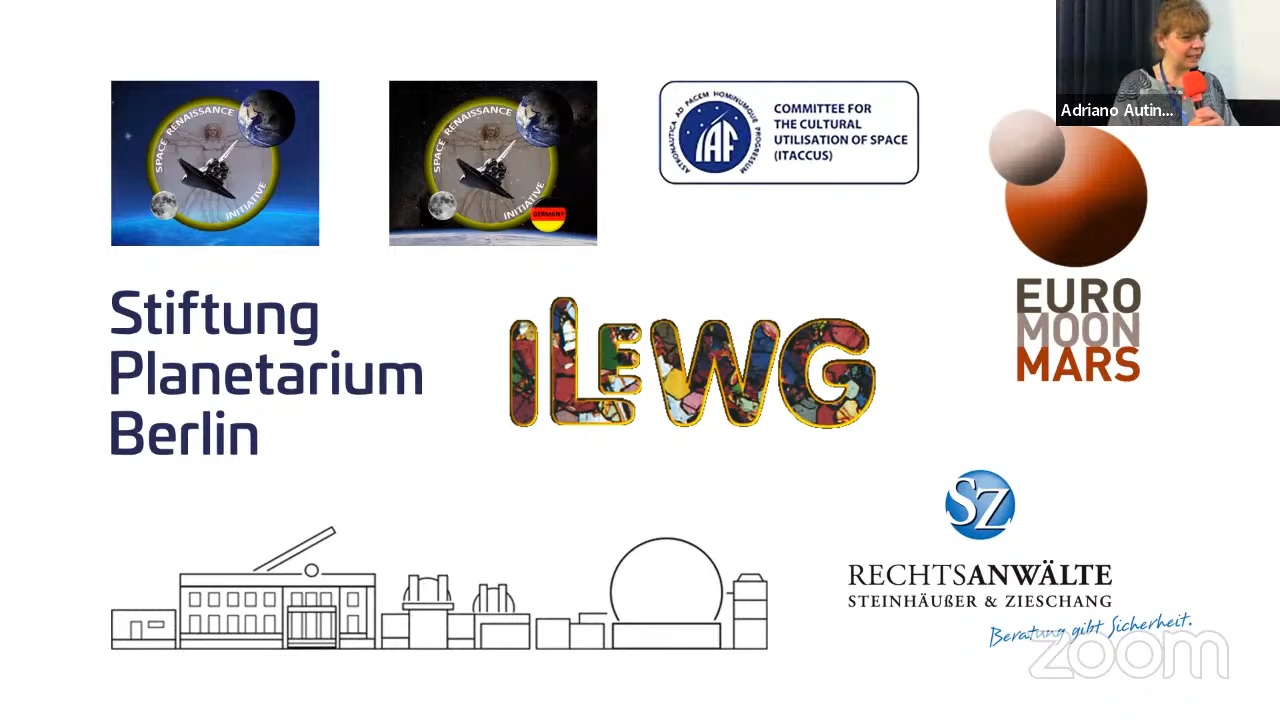 SPACE RENAISSANCE
INITIATIVE
SPACE RENAISSANCE
INITIATIVE
GERMANY
ASTRONAUTICA AD PACEM HOMINUMQUE PROGRESSUM
IAF
COMMITTEE FOR
THE CULTURAL
UTILISATION OF SPACE
(ITACCUS)
Adriano Autin...
EURO
MOON
MARS
Stiftung
Planetarium
Berlin
ILEWG
SZ
RECHTSANWÄLTE
STEINHÄUßER & ZIESCHANG
Beratung gibt Sicherheit.
zoom